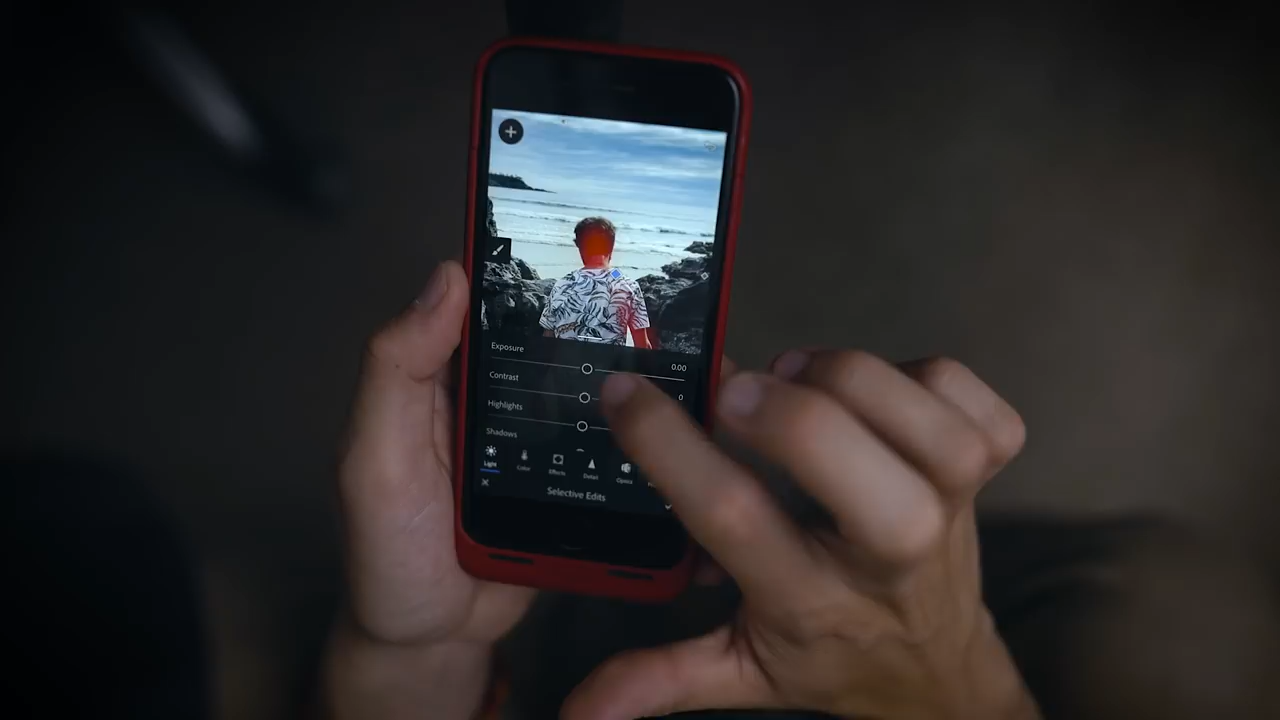 Exposure
0.00
Contrast
0
Highlights
Shadows
Light
Color
Effects
Detail
Optics
Selective Edits